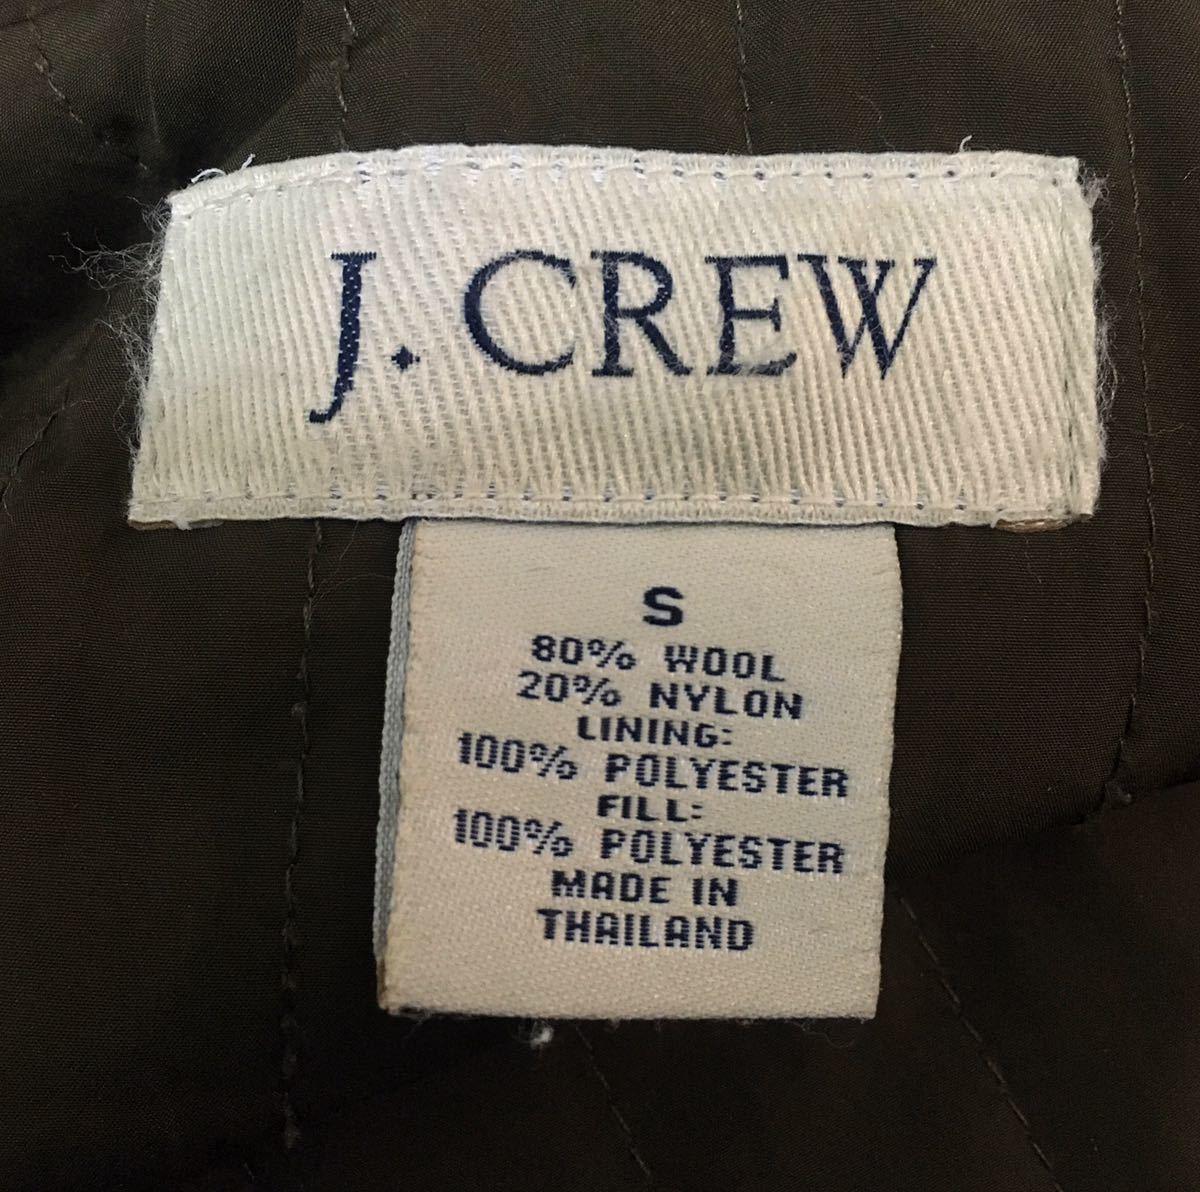 J. CREW
S
80% WOOL
20% NYLON
LINING:
100% POLYESTER
FILL:
100% POLYESTER
MADE IN
THAILAND